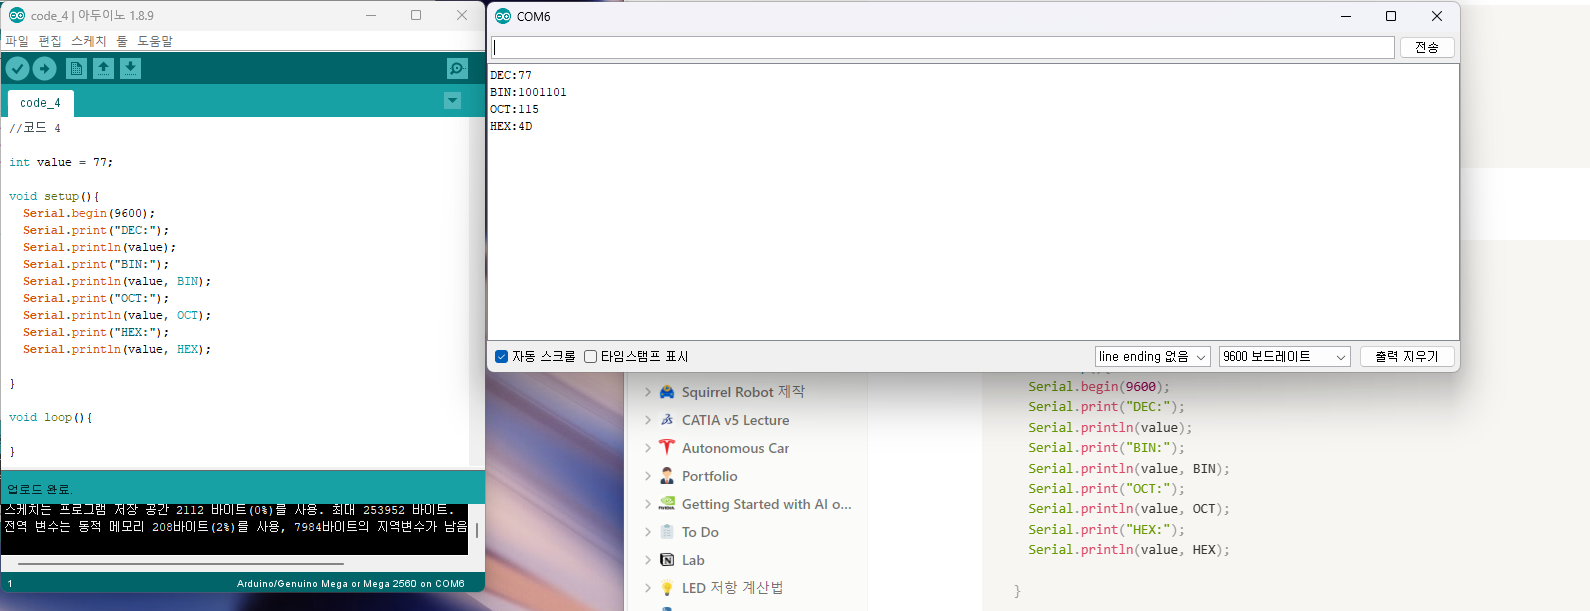 code_4 | 아두이노 1.8.9
파일 편집 스케치 툴 도움말
code_4
//코드 4
int value = 77;
void setup(){
Serial.begin(9600);
Serial.print("DEC:");
Serial.println(value);
Serial.print("BIN:");
Serial.println(value, BIN);
Serial.print("OCT:");
Serial.println(value, OCT);
Serial.print("HEX:");
Serial.println(value, HEX);
}
void loop(){
}
업로드 완료.
스케치는 프로그램 저장 공간 2112 바이트(0%)를 사용. 최대 253952 바이트.
전역 변수는 동적 메모리 208바이트(2%)를 사용, 7984바이트의 지역변수가 남음
1
Arduino/Genuino Mega or Mega 2560 on COM6
COM6
전송
DEC:77
BIN:1001101
OCT:115
HEX:4D
자동 스크롤 타임스탬프 표시
line ending 없음
9600 보드레이트
출력 지우기
Squirrel Robot 제작
CATIA v5 Lecture
Autonomous Car
Portfolio
Getting Started with AI o...
To Do
Lab
LED 저항 계산법
Serial.begin(9600);
Serial.print("DEC:");
Serial.println(value);
Serial.print("BIN:");
Serial.println(value, BIN);
Serial.print("OCT:");
Serial.println(value, OCT);
Serial.print("HEX:");
Serial.println(value, HEX);
}